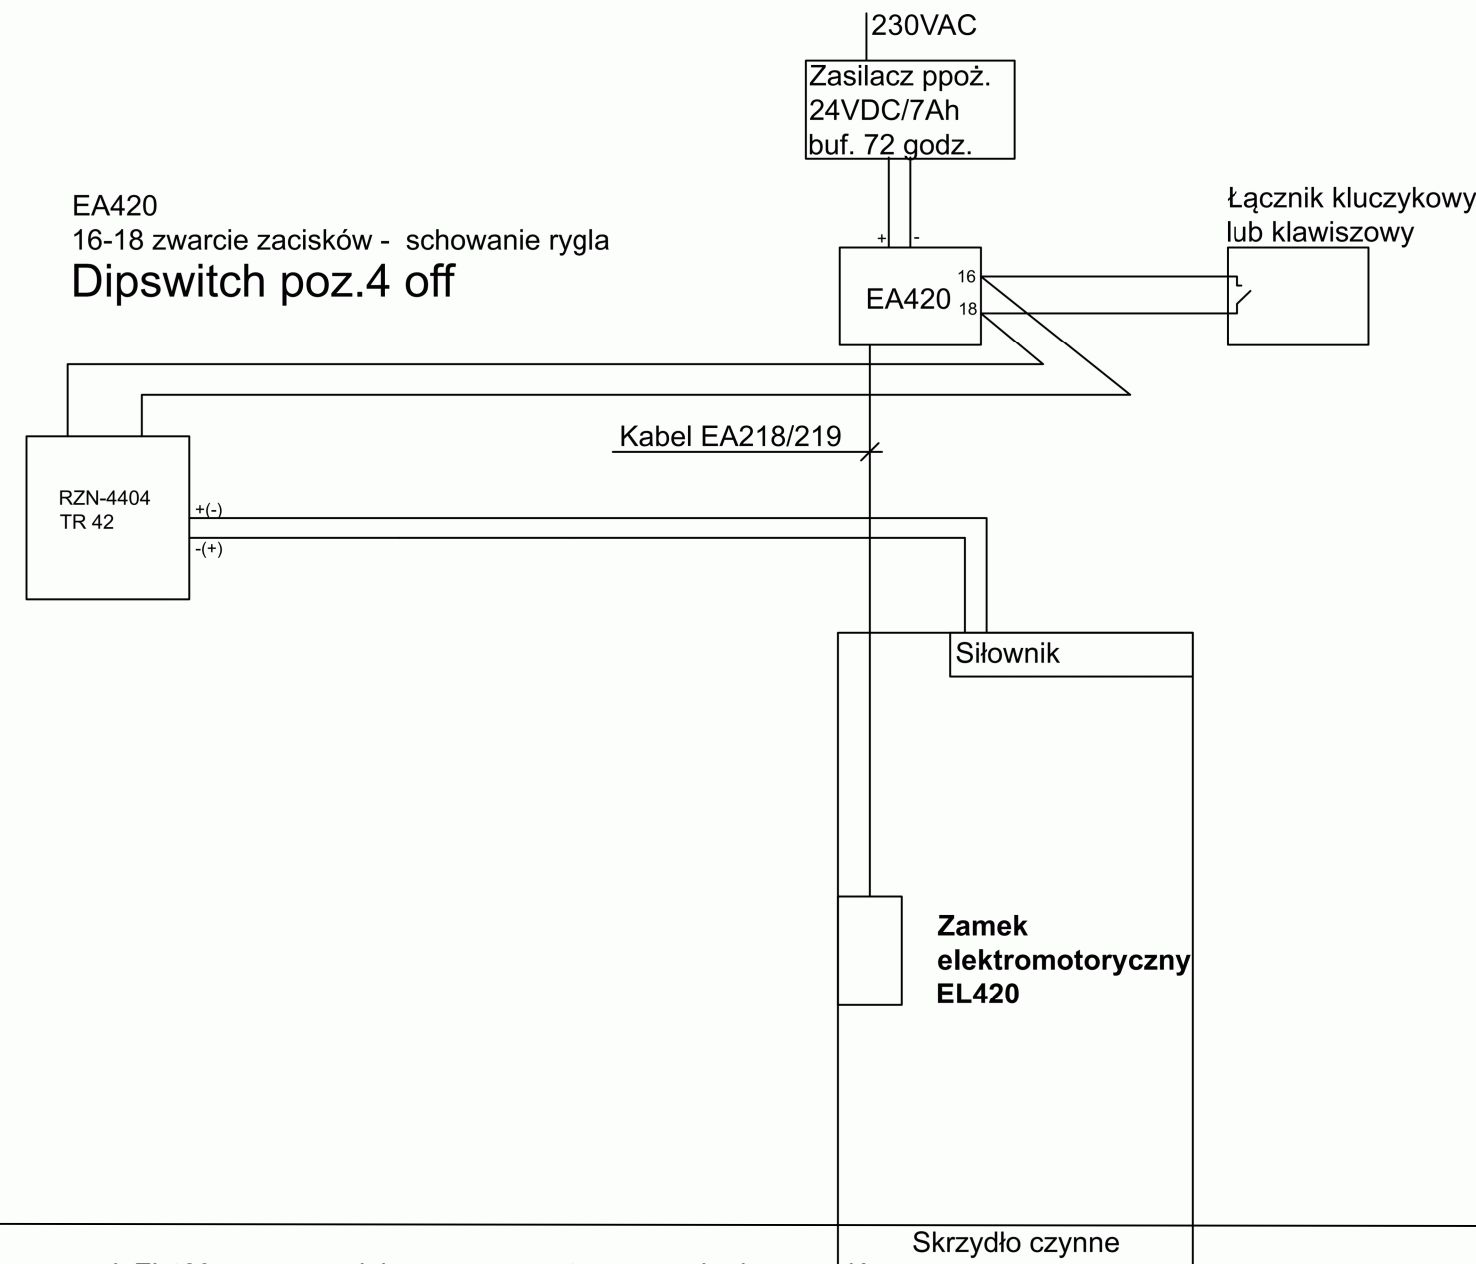 230VAC
Zasilacz ppoż.
24VDC/7Ah
buf. 72 godz.
EA420
16-18 zwarcie zacisków - schowanie rygla
Dipswitch poz.4 off
Łącznik kluczykowy
lub klawiszowy
+ -
EA420
16
18
Kabel EA218/219
RZN-4404
TR 42
+(-)
-(+)
Siłownik
Zamek
elektromotoryczny
EL420
Skrzydło czynne